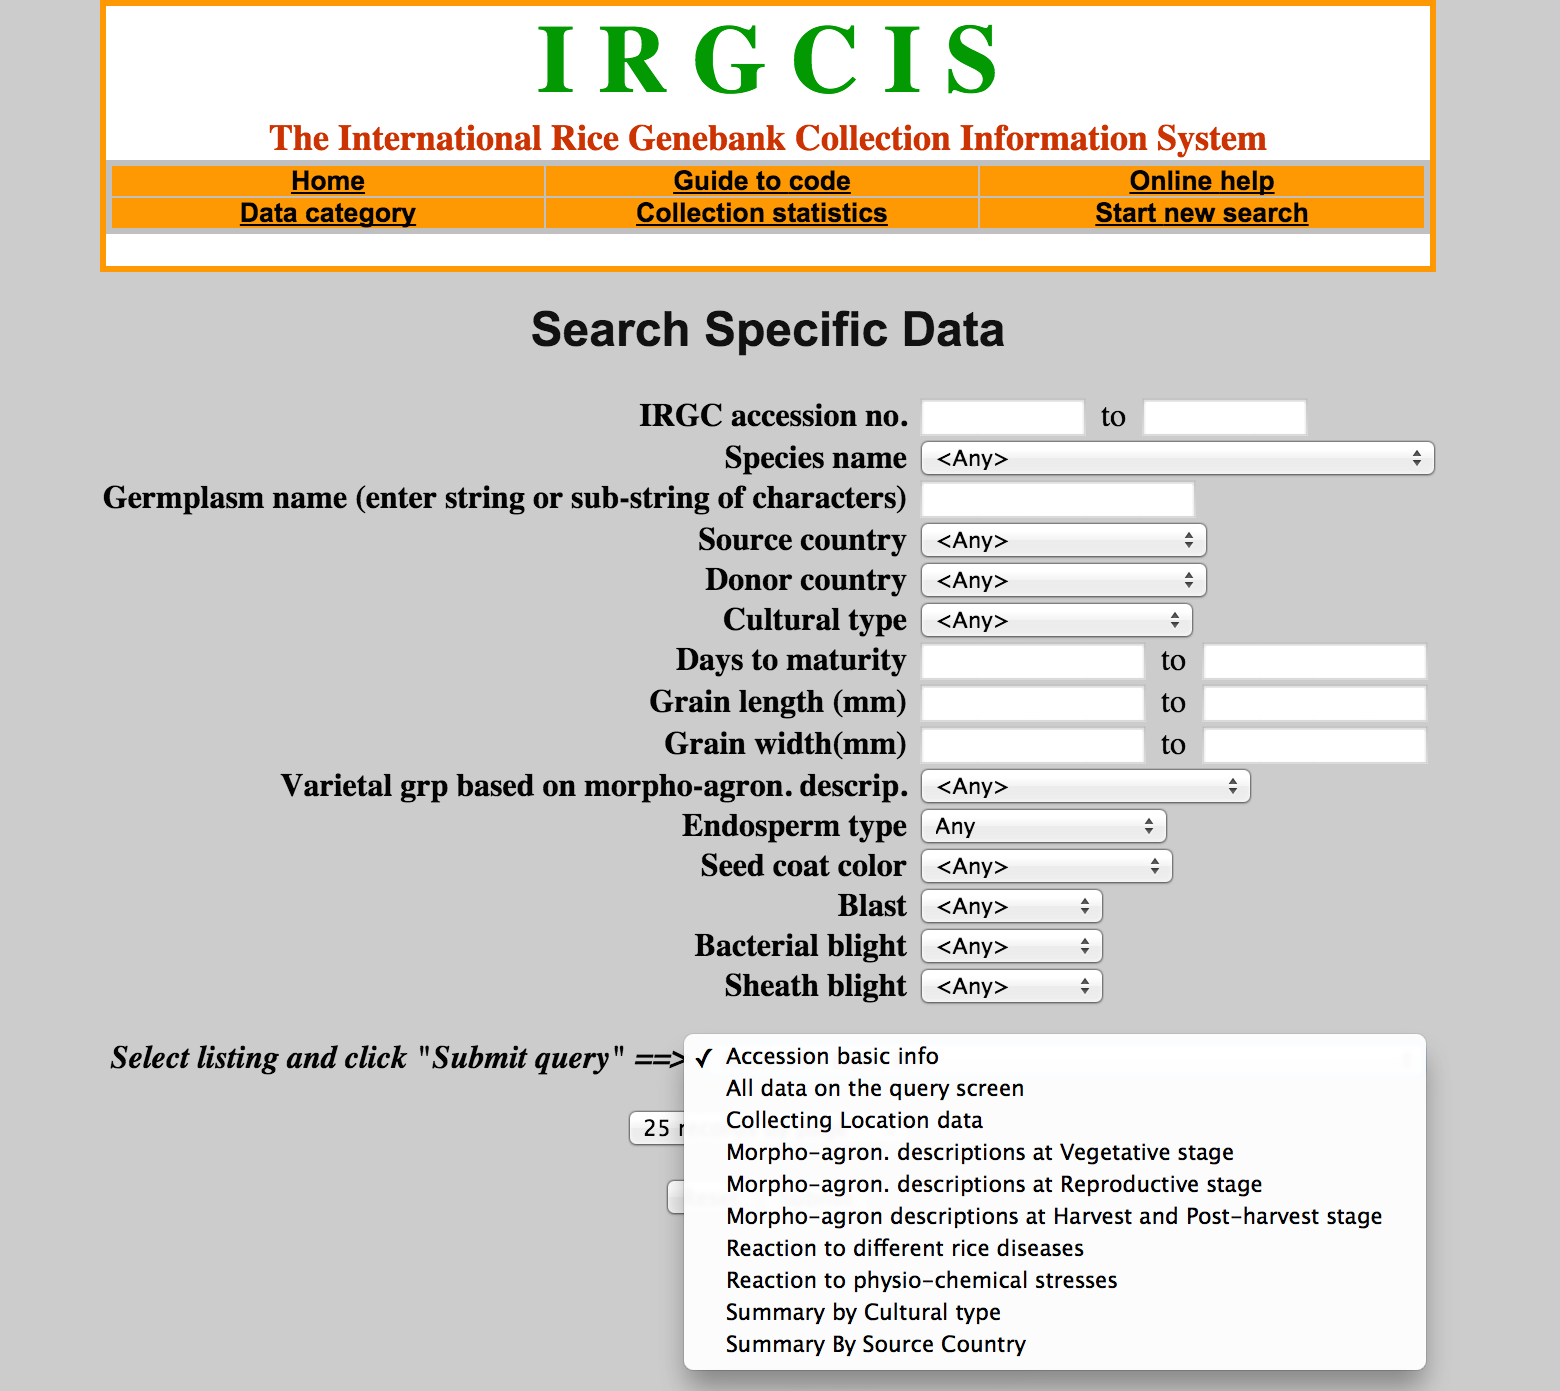 I R G C I S
The International Rice Genebank Collection Information System
Home Guide to code Online help
Data category Collection statistics Start new search
Search Specific Data
IRGC accession no. to
Species name <Any>
Germplasm name (enter string or sub-string of characters)
Source country <Any>
Donor country <Any>
Cultural type <Any>
Days to maturity to
Grain length (mm) to
Grain width(mm) to
Varietal grp based on morpho-agron. descrip. <Any>
Endosperm type Any
Seed coat color <Any>
Blast <Any>
Bacterial blight <Any>
Sheath blight <Any>
Select listing and click "Submit query" ==> ✓ Accession basic info
All data on the query screen
Collecting Location data
25
Morpho-agron. descriptions at Vegetative stage
Morpho-agron. descriptions at Reproductive stage
Morpho-agron descriptions at Harvest and Post-harvest stage
Reaction to different rice diseases
Reaction to physio-chemical stresses
Summary by Cultural type
Summary By Source Country